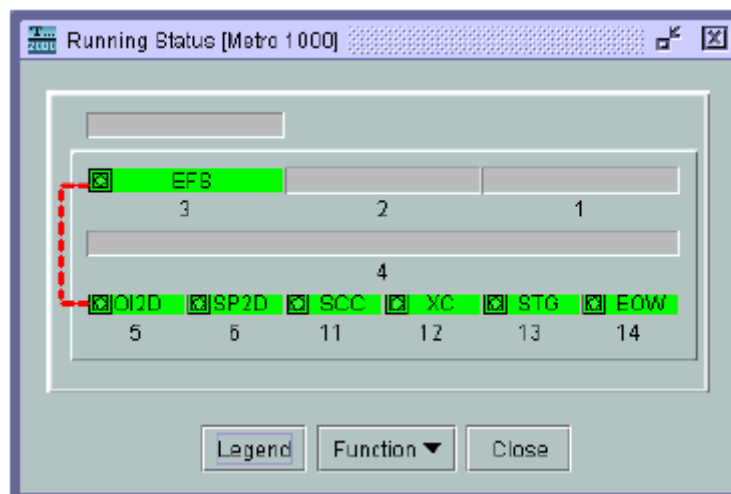 T... 2000 Running Status [Metro 1000]
EFS
3 2 1
4
OI2D SP2D SCC XC STG EOW
5 6 11 12 13 14
Legend Function Close